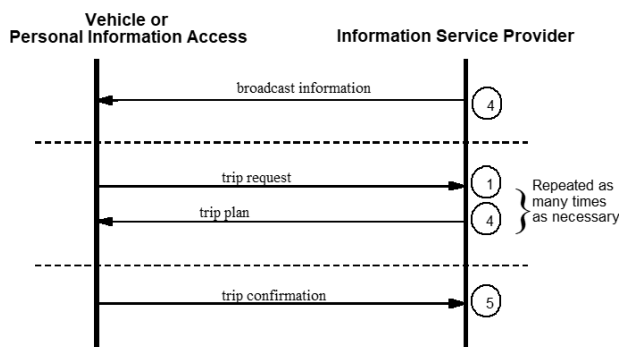 Vehicle or
Personal Information Access
Information Service Provider
broadcast information
4
trip request
1
trip plan
4
Repeated as
many times
as necessary
trip confirmation
5